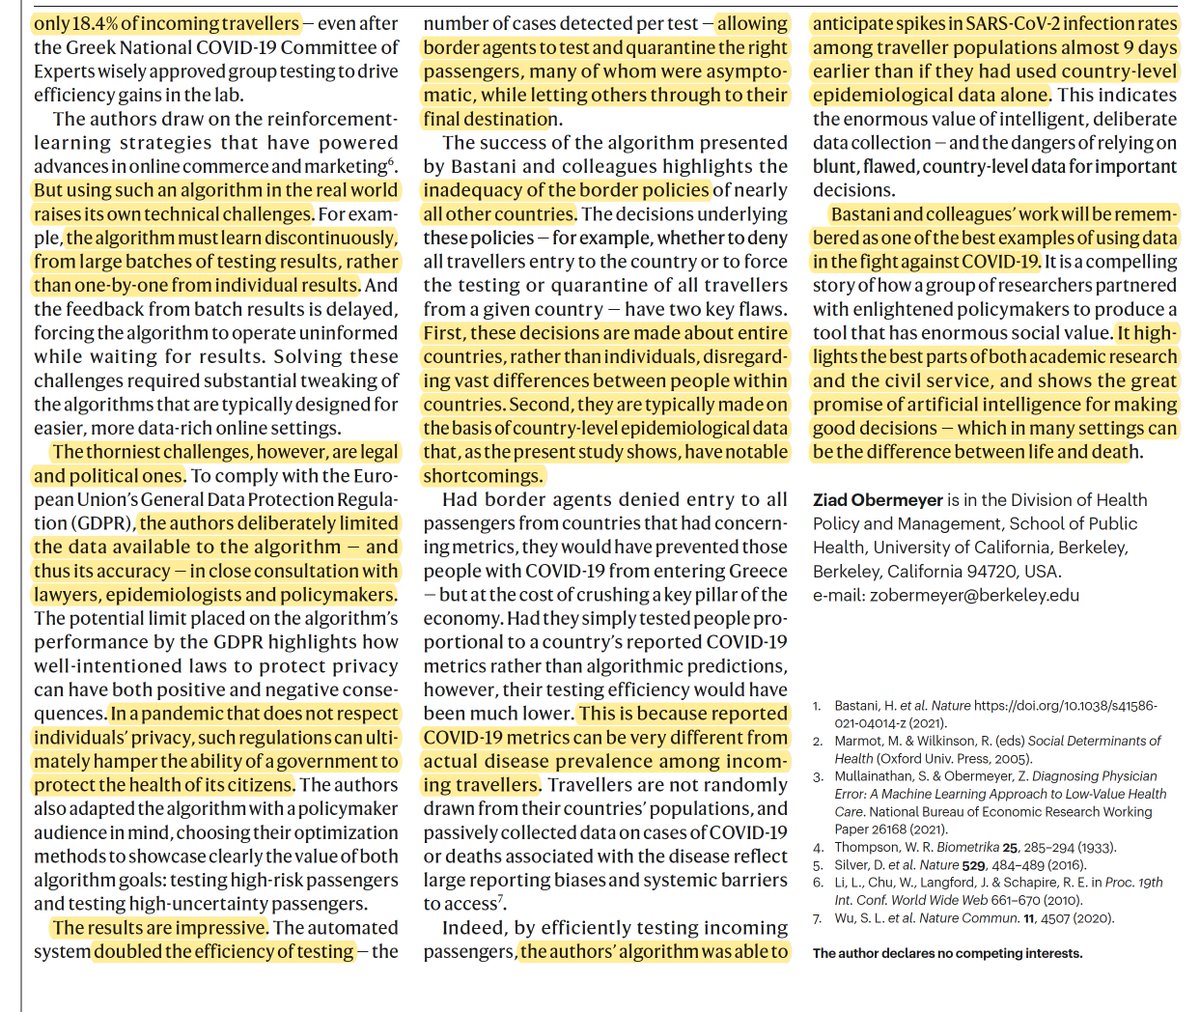 only 18.4% of incoming travellers – even after
the Greek National COVID-19 Committee of
Experts wisely approved group testing to drive
efficiency gains in the lab.
The authors draw on the reinforcement-
learning strategies that have powered
advances in online commerce and marketing⁶.
But using such an algorithm in the real world
raises its own technical challenges. For exam-
ple, the algorithm must learn discontinuously,
from large batches of testing results, rather
than one-by-one from individual results. And
the feedback from batch results is delayed,
forcing the algorithm to operate uninformed
while waiting for results. Solving these
challenges required substantial tweaking of
the algorithms that are typically designed for
easier, more data-rich online settings.
The thorniest challenges, however, are legal
and political ones. To comply with the Euro-
pean Union's General Data Protection Regula-
tion (GDPR), the authors deliberately limited
the data available to the algorithm – and
thus its accuracy – in close consultation with
lawyers, epidemiologists and policymakers.
The potential limit placed on the algorithm's
performance by the GDPR highlights how
well-intentioned laws to protect privacy
can have both positive and negative conse-
quences. In a pandemic that does not respect
individuals' privacy, such regulations can ulti-
mately hamper the ability of a government to
protect the health of its citizens. The authors
also adapted the algorithm with a policymaker
audience in mind, choosing their optimization
methods to showcase clearly the value of both
algorithm goals: testing high-risk passengers
and testing high-uncertainty passengers.
The results are impressive. The automated
system doubled the efficiency of testing – the
number of cases detected per test – allowing
border agents to test and quarantine the right
passengers, many of whom were asympto-
matic, while letting others through to their
final destination.
The success of the algorithm presented
by Bastani and colleagues highlights the
inadequacy of the border policies of nearly
all other countries. The decisions underlying
these policies – for example, whether to deny
all travellers entry to the country or to force
the testing or quarantine of all travellers
from a given country – have two key flaws.
First, these decisions are made about entire
countries, rather than individuals, disregard-
ing vast differences between people within
countries. Second, they are typically made on
the basis of country-level epidemiological data
that, as the present study shows, have notable
shortcomings.
Had border agents denied entry to all
passengers from countries that had concern-
ing metrics, they would have prevented those
people with COVID-19 from entering Greece
– but at the cost of crushing a key pillar of the
economy. Had they simply tested people pro-
portional to a country's reported COVID-19
metrics rather than algorithmic predictions,
however, their testing efficiency would have
been much lower. This is because reported
COVID-19 metrics can be very different from
actual disease prevalence among incom-
ing travellers. Travellers are not randomly
drawn from their countries' populations, and
passively collected data on cases of COVID-19
or deaths associated with the disease reflect
large reporting biases and systemic barriers
to access⁷.
Indeed, by efficiently testing incoming
passengers, the authors' algorithm was able to
anticipate spikes in SARS-CoV-2 infection rates
among traveller populations almost 9 days
earlier than if they had used country-level
epidemiological data alone. This indicates
the enormous value of intelligent, deliberate
data collection – and the dangers of relying on
blunt, flawed, country-level data for important
decisions.
Bastani and colleagues' work will be remem-
bered as one of the best examples of using data
in the fight against COVID-19. It is a compelling
story of how a group of researchers partnered
with enlightened policymakers to produce a
tool that has enormous social value. It high-
lights the best parts of both academic research
and the civil service, and shows the great
promise of artificial intelligence for making
good decisions – which in many settings can
be the difference between life and death.
Ziad Obermeyer is in the Division of Health
Policy and Management, School of Public
Health, University of California, Berkeley,
Berkeley, California 94720, USA.
e-mail: zobermeyer@berkeley.edu
1. Bastani, H. et al. Nature https://doi.org/10.1038/s41586-
021-04014-z (2021).
2. Marmot, M. & Wilkinson, R. (eds) Social Determinants of
Health (Oxford Univ. Press, 2005).
3. Mullainathan, S. & Obermeyer, Z. Diagnosing Physician
Error: A Machine Learning Approach to Low-Value Health
Care. National Bureau of Economic Research Working
Paper 26168 (2021).
4. Thompson, W. R. Biometrika 25, 285–294 (1933).
5. Silver, D. et al. Nature 529, 484–489 (2016).
6. Li, L., Chu, W., Langford, J. & Schapire, R. E. in Proc. 19th
Int. Conf. World Wide Web 661–670 (2010).
7. Wu, S. L. et al. Nature Commun. 11, 4507 (2020).
The author declares no competing interests.